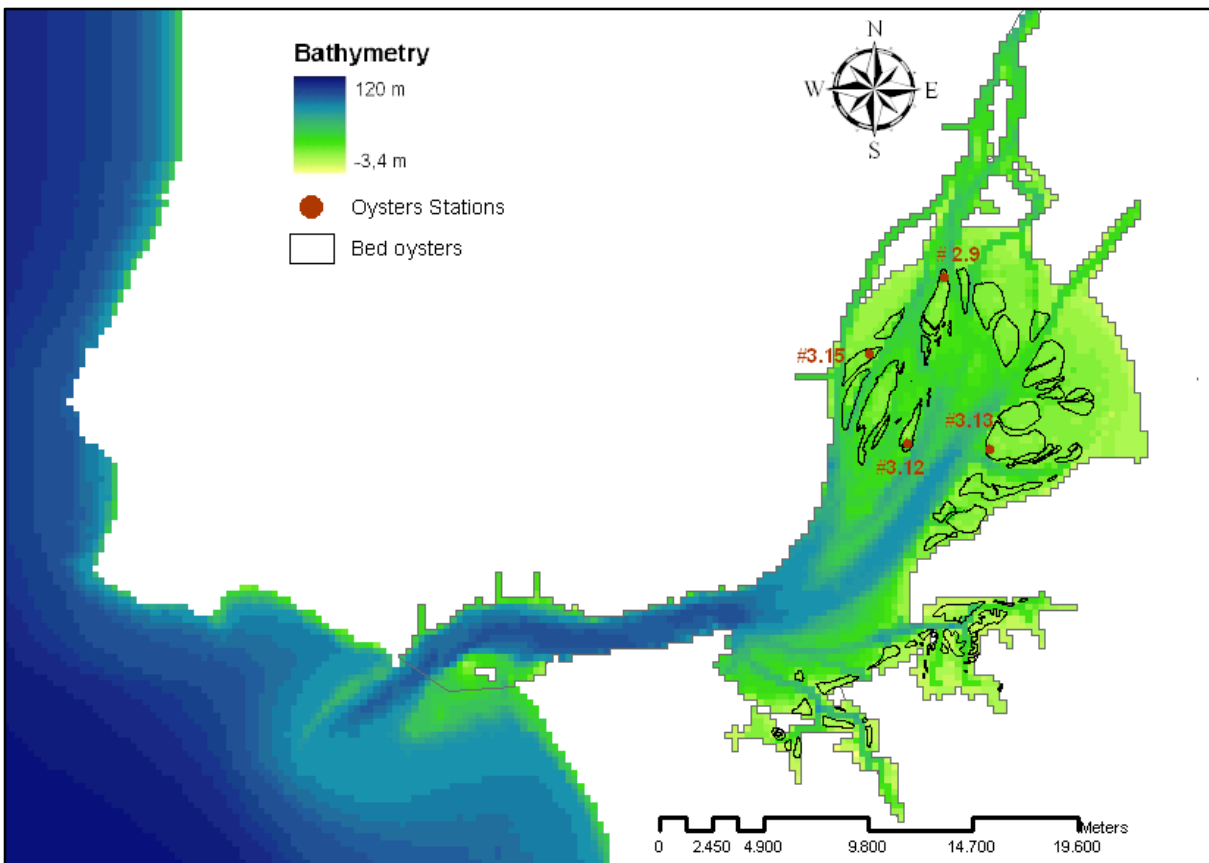 Bathymetry
120 m
-3,4 m
Oysters Stations
Bed oysters
N
W E
S
# 2.9
#3.15
#3.13
#3.12
Meters
0 2.450 4.900 9.800 14.700 19.600